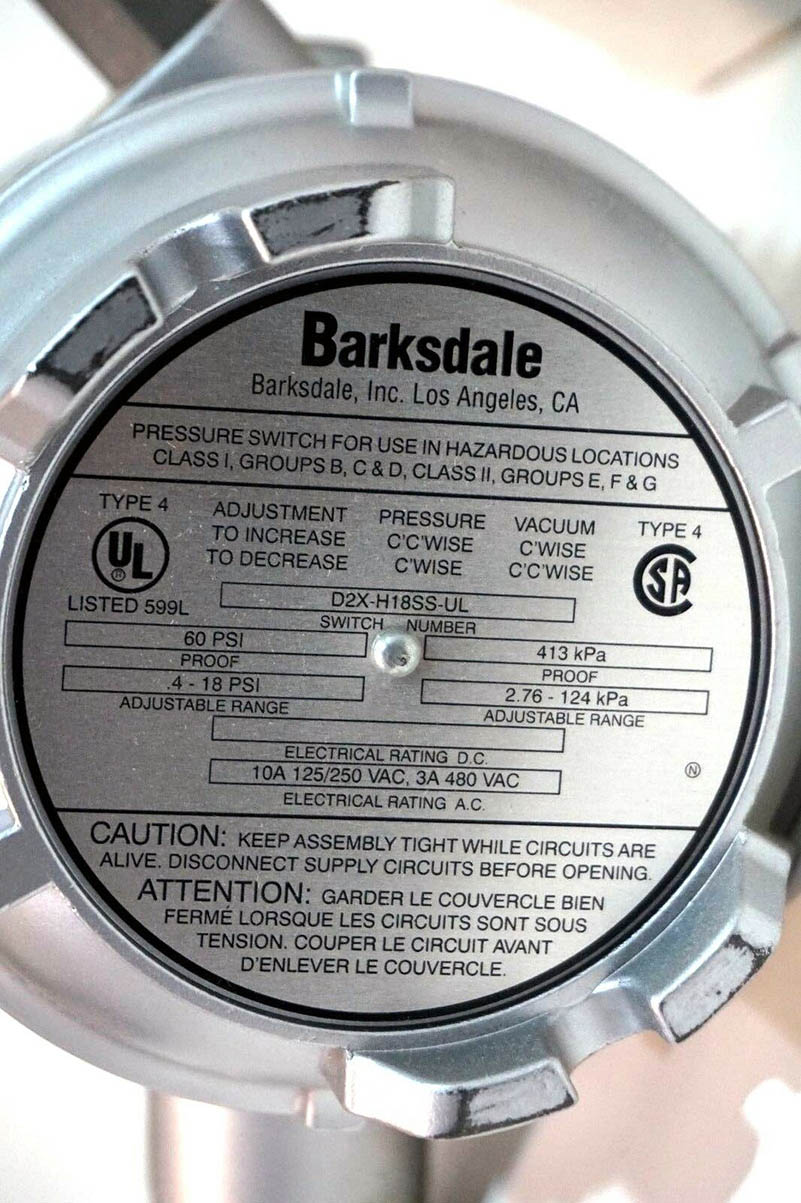 Barksdale
Barksdale, Inc. Los Angeles, CA
PRESSURE SWITCH FOR USE IN HAZARDOUS LOCATIONS
CLASS I, GROUPS B, C & D, CLASS II, GROUPS E, F & G
TYPE 4
UL
®
LISTED 599L
ADJUSTMENT PRESSURE VACUUM
TO INCREASE C'C'WISE C'WISE
TO DECREASE C'WISE C'C'WISE
TYPE 4
SA
D2X-H18SS-UL
SWITCH NUMBER
60 PSI
PROOF
413 kPa
PROOF
.4 - 18 PSI
ADJUSTABLE RANGE
2.76 - 124 kPa
ADJUSTABLE RANGE
ELECTRICAL RATING D.C.
10A 125/250 VAC, 3A 480 VAC
ELECTRICAL RATING A.C.
N
CAUTION: KEEP ASSEMBLY TIGHT WHILE CIRCUITS ARE
ALIVE. DISCONNECT SUPPLY CIRCUITS BEFORE OPENING.
ATTENTION: GARDER LE COUVERCLE BIEN
FERMÉ LORSQUE LES CIRCUITS SONT SOUS
TENSION. COUPER LE CIRCUIT AVANT
D'ENLEVER LE COUVERCLE.